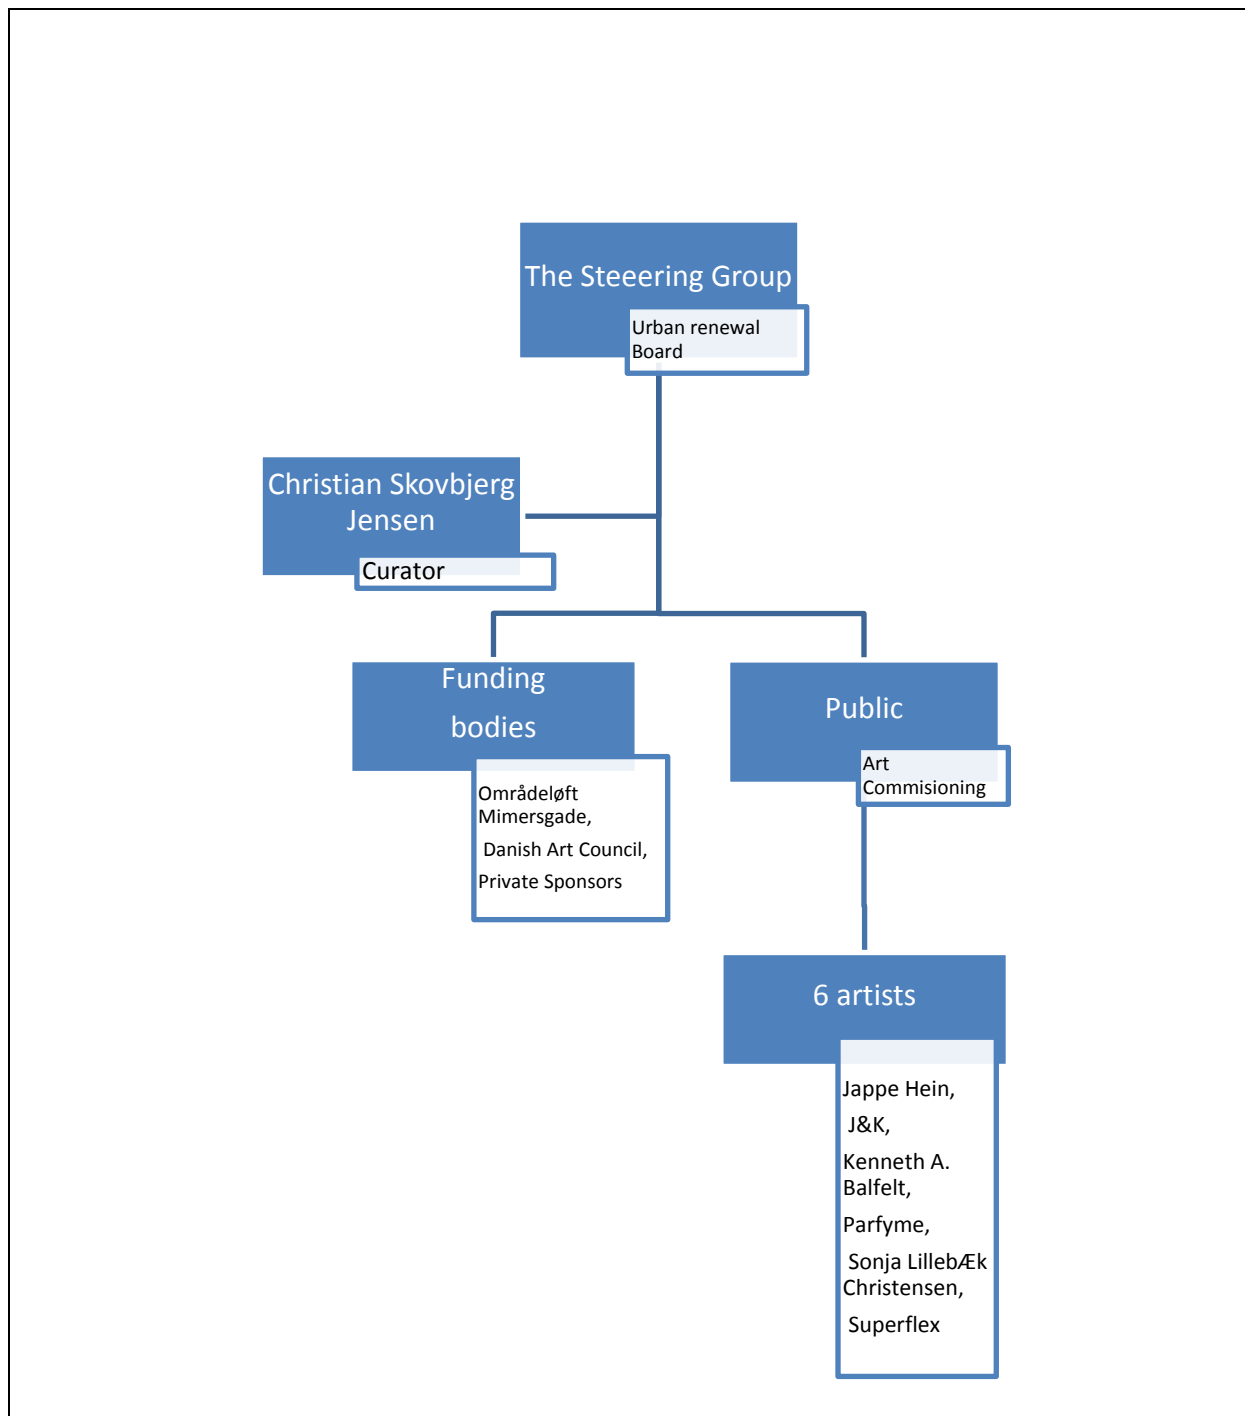 The Steeering Group
Urban renewal
Board
Christian Skovbjerg
Jensen
Curator
Funding
bodies
Områdeløft
Mimersgade,
Danish Art Council,
Private Sponsors
Public
Art
Commisioning
6 artists
Jappe Hein,
J&K,
Kenneth A.
Balfelt,
Parfyme,
Sonja LillebÆk
Christensen,
Superflex